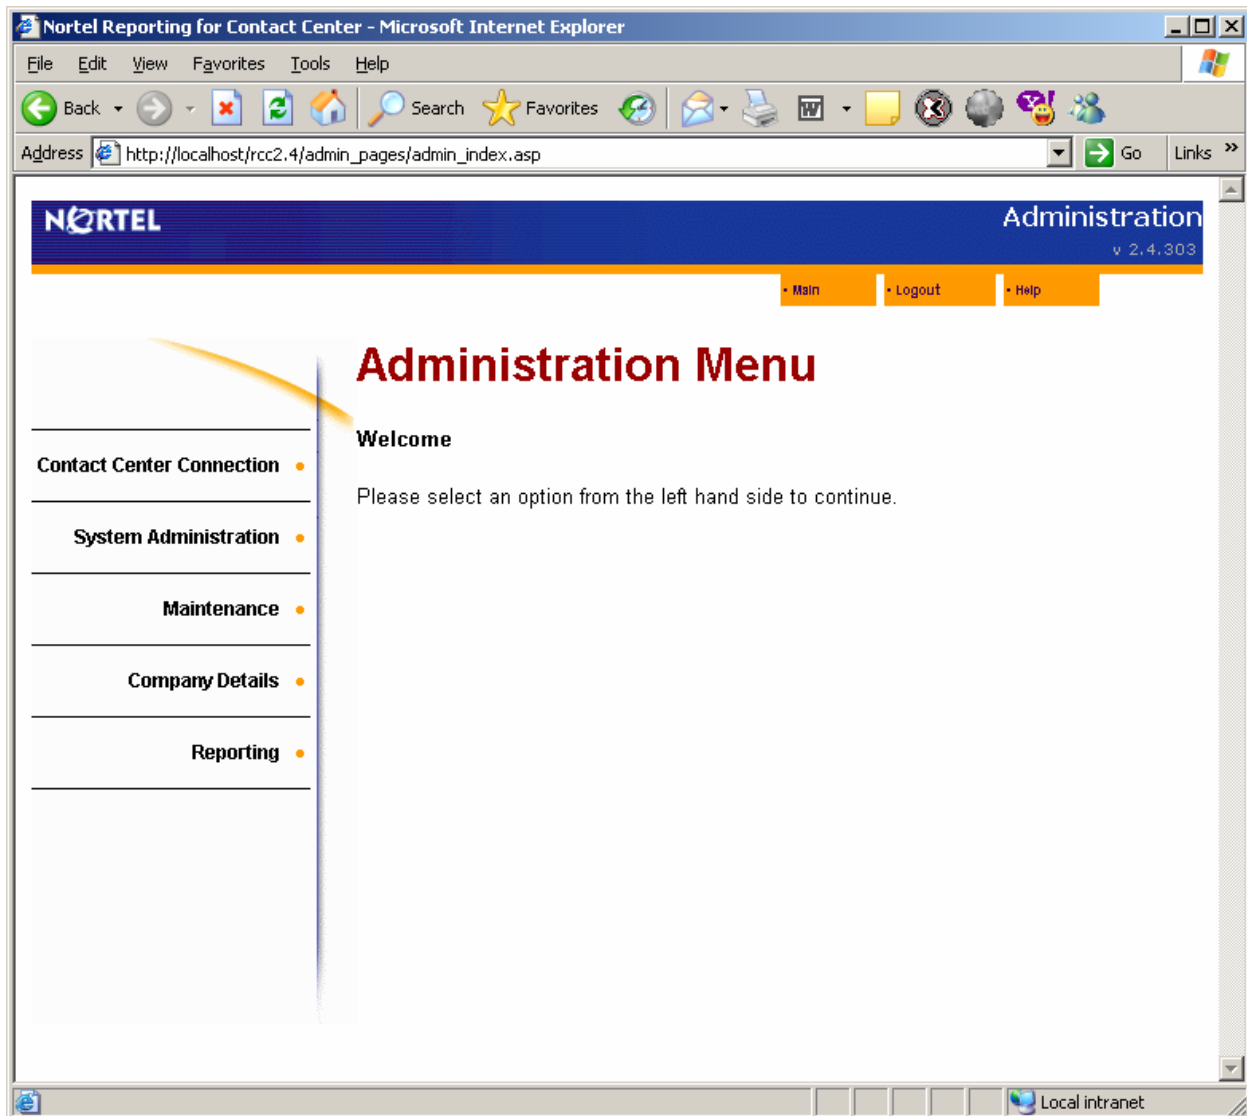 Nortel Reporting for Contact Center - Microsoft Internet Explorer
File Edit View Favorites Tools Help
Back Search Favorites
Address http://localhost/rcc2.4/admin_pages/admin_index.asp Go Links »
NORTEL Administration
v 2.4.303
• Main • Logout • Help
Administration Menu
Welcome
Please select an option from the left hand side to continue.
Contact Center Connection •
System Administration •
Maintenance •
Company Details •
Reporting •
Local intranet